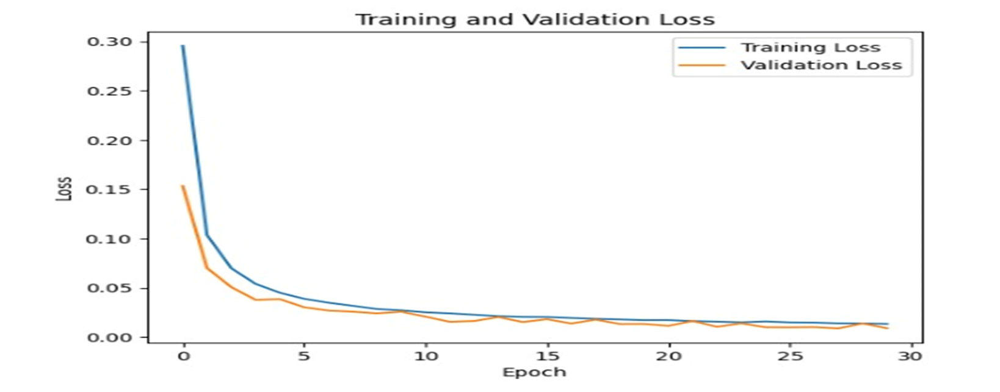 Training and Validation Loss
Training Loss
Validation Loss
0.30
0.25
0.20
0.15
0.10
0.05
0.00
Loss
0 5 10 15 20 25 30
Epoch